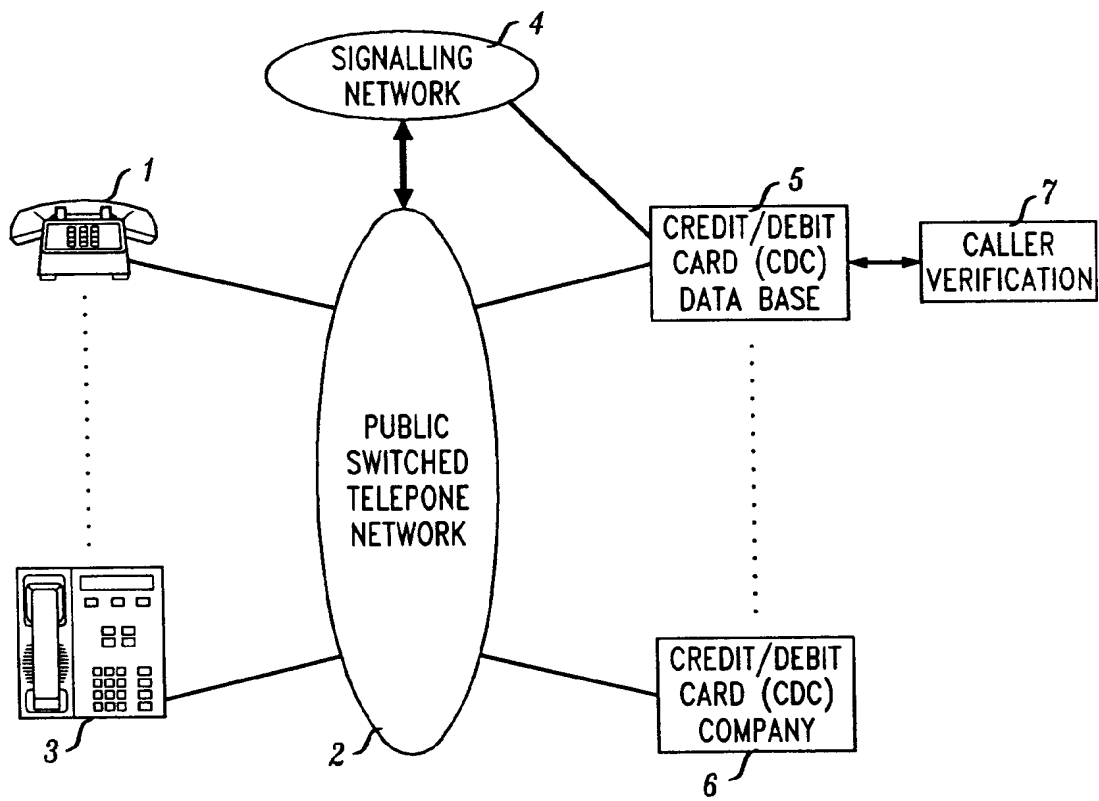 4
SIGNALLING
NETWORK
1
5
CREDIT/DEBIT
CARD (CDC)
DATA BASE
7
CALLER
VERIFICATION
PUBLIC
SWITCHED
TELEPONE
NETWORK
3
2
CREDIT/DEBIT
CARD (CDC)
COMPANY
6